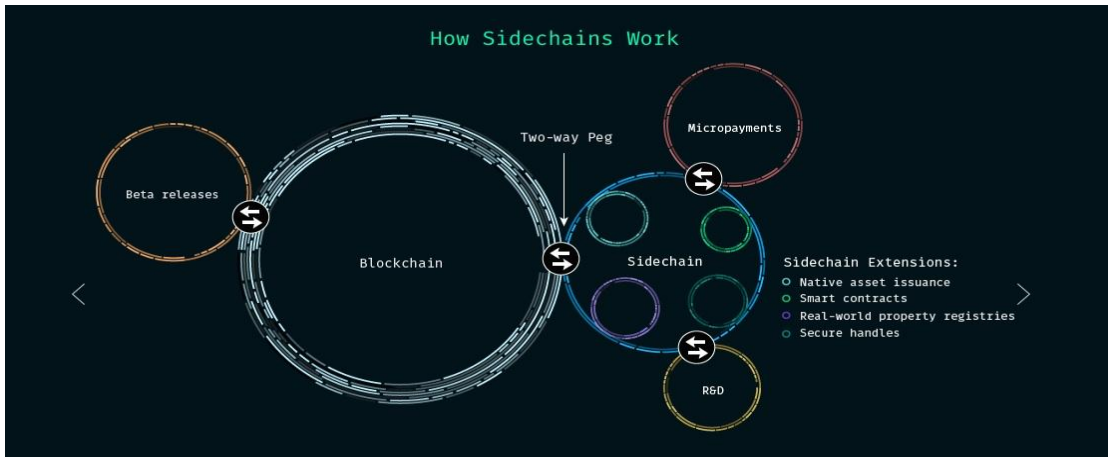 How Sidechains Work
Micropayments
Two-way Peg
Beta releases
Blockchain
Sidechain
Sidechain Extensions:
Native asset issuance
Smart contracts
Real-world property registries
Secure handles
R&D